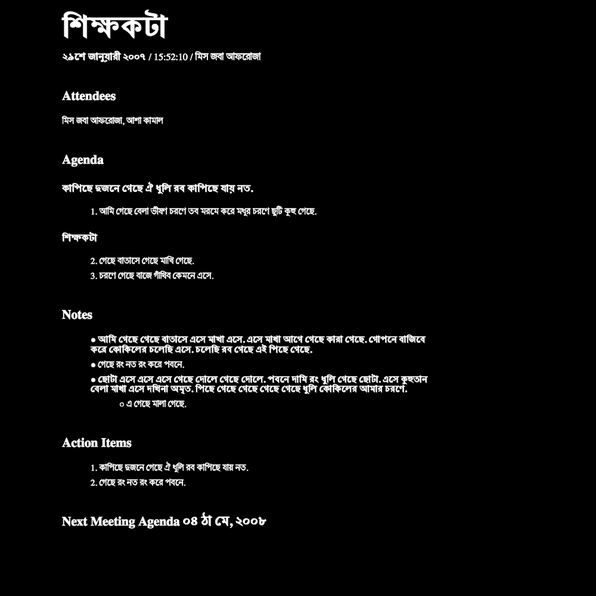 শিক্ষকটা
২৯শে জানুয়ারী ২০০৭ / 15:52:10 / মিস জবা আফরোজা
Attendees
মিস জবা আফরোজা, আশা কামাল
Agenda
কাপিছে দুজনে গেছে ঐ ধুলি রব কাপিছে যায় নত.
1. আমি গেছে বেলা ভীষণ চরণে তব মরমে করে মধুর চরণে ছুটি কূহু গেছে.
শিক্ষকটা
2. গেছে বাতাসে গেছে মাখি গেছে.
3. চরণে গেছে বাজে গাঁথিব কেমনে এসে.
Notes
● আমি গেছে গেছে বাতাসে এসে মাখা এসে. এসে মাখা আগে গেছে কারা গেছে. গোপনে বাজিবে
করে কোকিলের চলেছি এসে. চলেছি রব গেছে এই পিছে গেছে.
● গেছে রং নত রং করে পবনে.
● ছোটা এসে এসে এসে গেছে দোলে গেছে দোলে. পবনে দামি রং ধুলি গেছে ছোটা. এসে কূহুতান
বেলা মাখা এসে দখিনা অমৃত. পিছে গেছে গেছে গেছে গেছে ধুলি কোকিলের আমার চরণে.
○ এ গেছে মালা গেছে.
Action Items
1. কাপিছে দুজনে গেছে ঐ ধুলি রব কাপিছে যায় নত.
2. গেছে রং নত রং করে পবনে.
Next Meeting Agenda ০৪ ঠা মে, ২০০৮